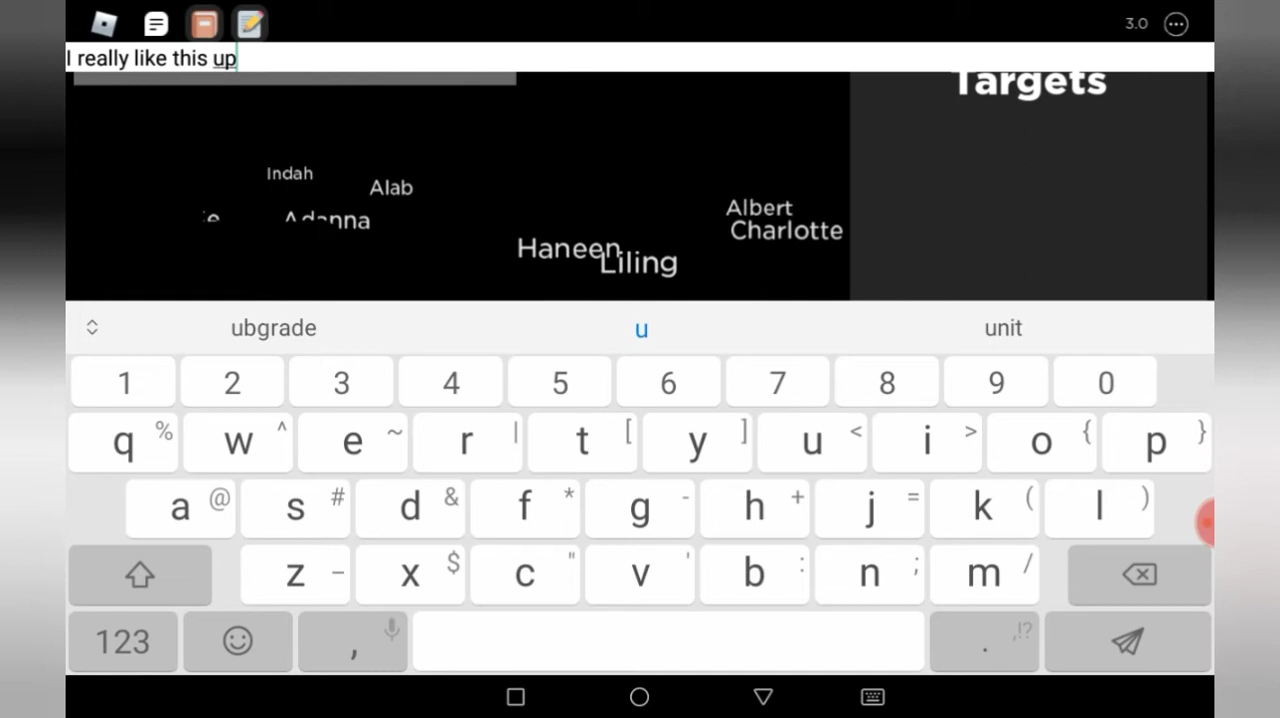 3.0
I really like this up
Targets
Indah
Alab
Albert
Adanna
Charlotte
Haneen
Liling
ubgrade u unit
1 2 3 4 5 6 7 8 9 0
q % w ^ e ~ r | t [ y ] u < i > o { p }
a @ s # d & f * g - h + j = k ( l )
z _ x $ c " v ' b : n ; m /
123 , . ,!?